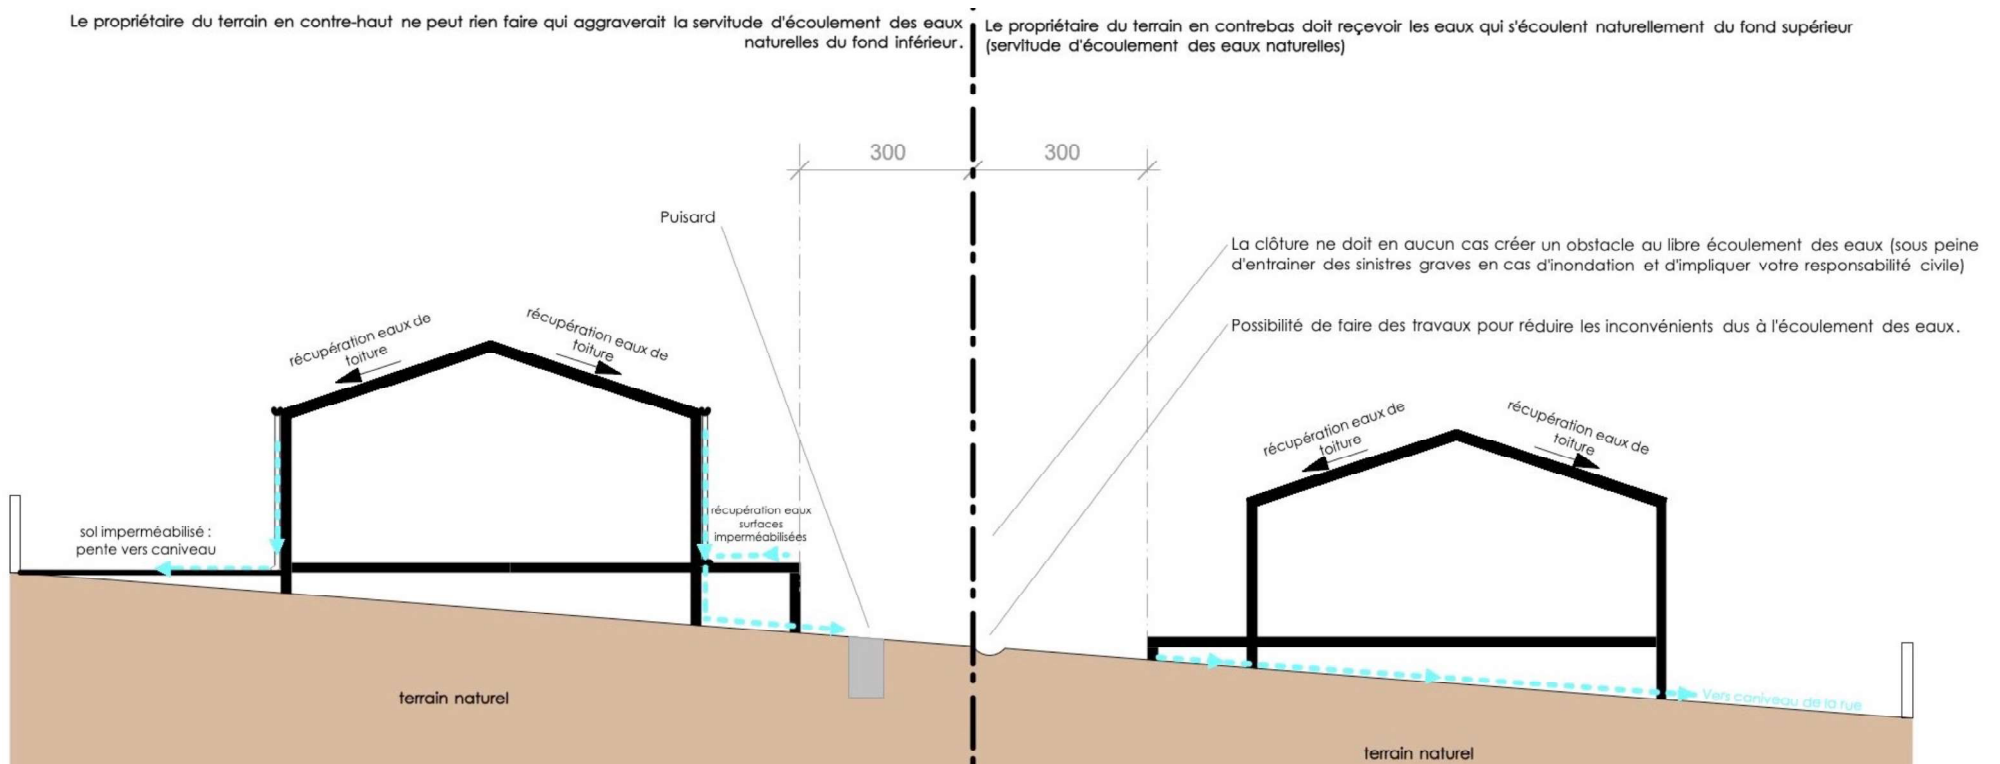 Le propriétaire du terrain en contre-haut ne peut rien faire qui aggraverait la servitude d'écoulement des eaux
naturelles du fond inférieur.
Le propriétaire du terrain en contrebas doit reçevoir les eaux qui s'écoulent naturellement du fond supérieur
(servitude d'écoulement des eaux naturelles)
300
300
Puisard
La clôture ne doit en aucun cas créer un obstacle au libre écoulement des eaux (sous peine
d'entrainer des sinistres graves en cas d'inondation et d'impliquer votre responsabilité civile)
Possibilité de faire des travaux pour réduire les inconvénients dus à l'écoulement des eaux.
récupération eaux de
toiture
récupération eaux de
toiture
récupération eaux de
toiture
récupération eaux de
toiture
sol imperméabilisé :
pente vers caniveau
récupération eaux
surfaces
imperméabilisées
Vers caniveau de la rue
terrain naturel
terrain naturel